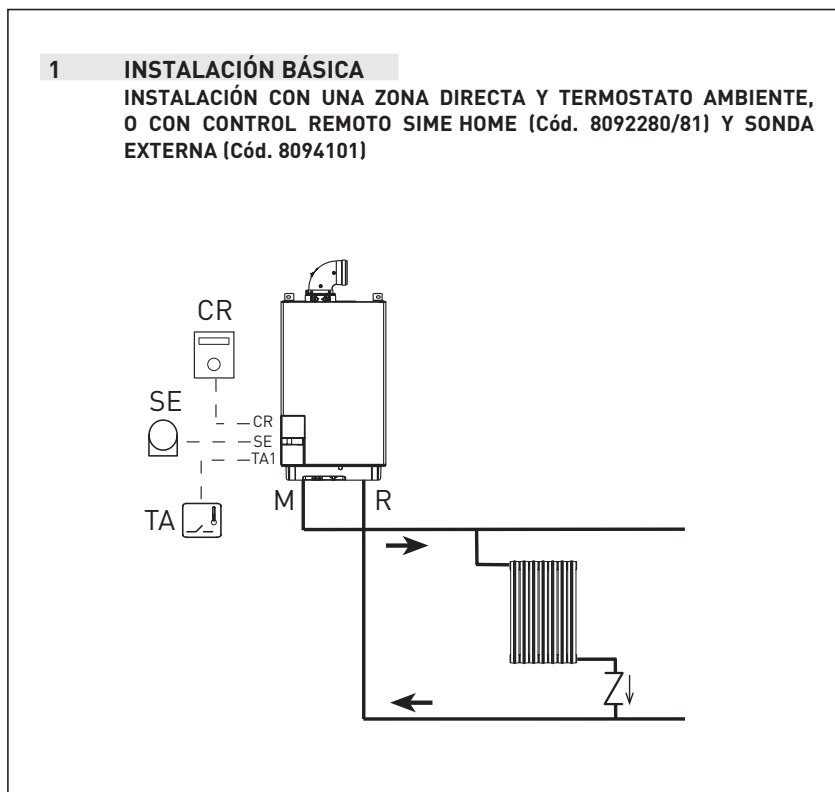 1 INSTALACIÓN BÁSICA
INSTALACIÓN CON UNA ZONA DIRECTA Y TERMOSTATO AMBIENTE,
O CON CONTROL REMOTO SIME HOME (Cód. 8092280/81) Y SONDA
EXTERNA (Cód. 8094101)
CR
SE
CR
SE
TA1
M
R
TA